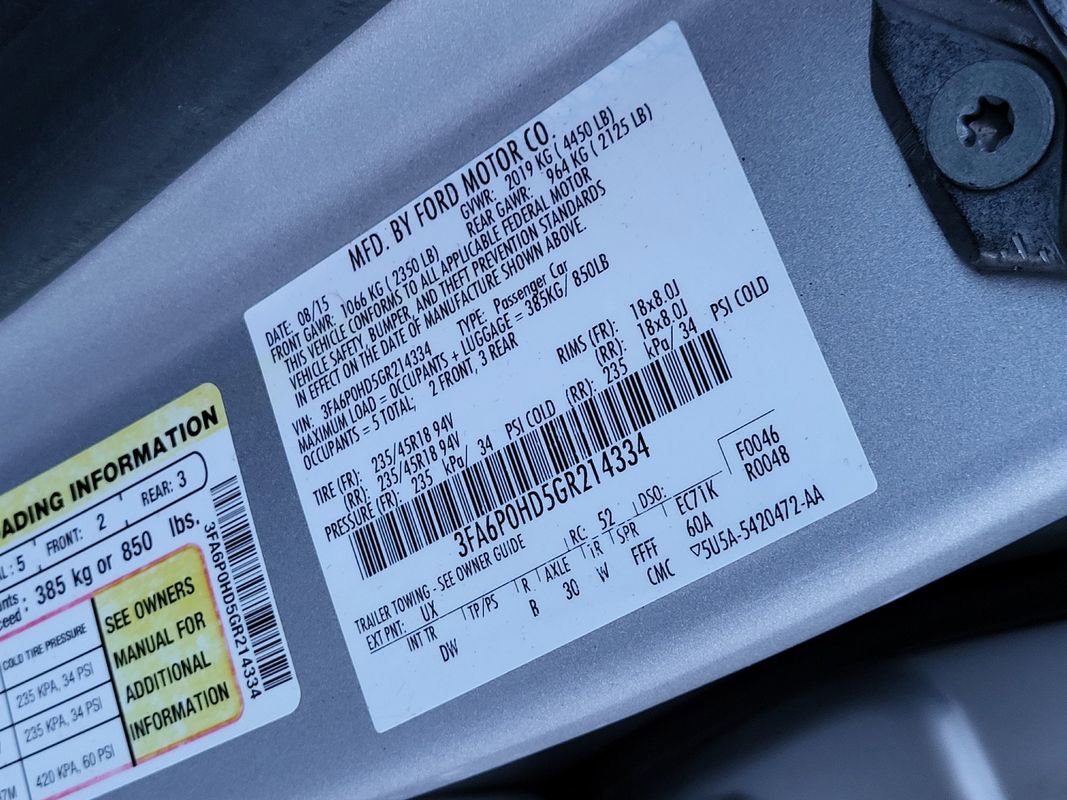 MFD. BY FORD MOTOR CO.
DATE: 08/15 GVWR: 2019 KG ( 4450 LB)
FRONT GAWR: 1066 KG ( 2350 LB) REAR GAWR: 964 KG ( 2125 LB)
THIS VEHICLE CONFORMS TO ALL APPLICABLE FEDERAL MOTOR
VEHICLE SAFETY, BUMPER, AND THEFT PREVENTION STANDARDS
IN EFFECT ON THE DATE OF MANUFACTURE SHOWN ABOVE.
VIN: 3FA6P0HD5GR214334 TYPE: Passenger Car
MAXIMUM LOAD = OCCUPANTS + LUGGAGE = 385KG/ 850LB
OCCUPANTS = 5 TOTAL; 2 FRONT, 3 REAR
TIRE (FR): 235/45R18 94V RIMS (FR): 18x8.0J
(RR): 235/45R18 94V (RR): 18x8.0J
PRESSURE (FR): 235 kPa/ 34 PSI COLD (RR): 235 kPa/ 34 PSI COLD
3FA6P0HD5GR214334
TRAILER TOWING - SEE OWNER GUIDE
EXT PNT: UX RC: 52 DSO: F0046
INT TR TP/PS R AXLE iR SPR EC71K R0048
DW B 30 W FFFF 60A
CMC ▽5U5A-5420472-AA
ADING INFORMATION
AL : 5 FRONT: 2 REAR: 3
nts ceed : 385 kg or 850 lbs.
COLD TIRE PRESSURE
235 KPA, 34 PSI
235 KPA, 34 PSI
7M 420 KPA, 60 PSI
SEE OWNERS
MANUAL FOR
ADDITIONAL
INFORMATION
3FA6P0HD5GR214334